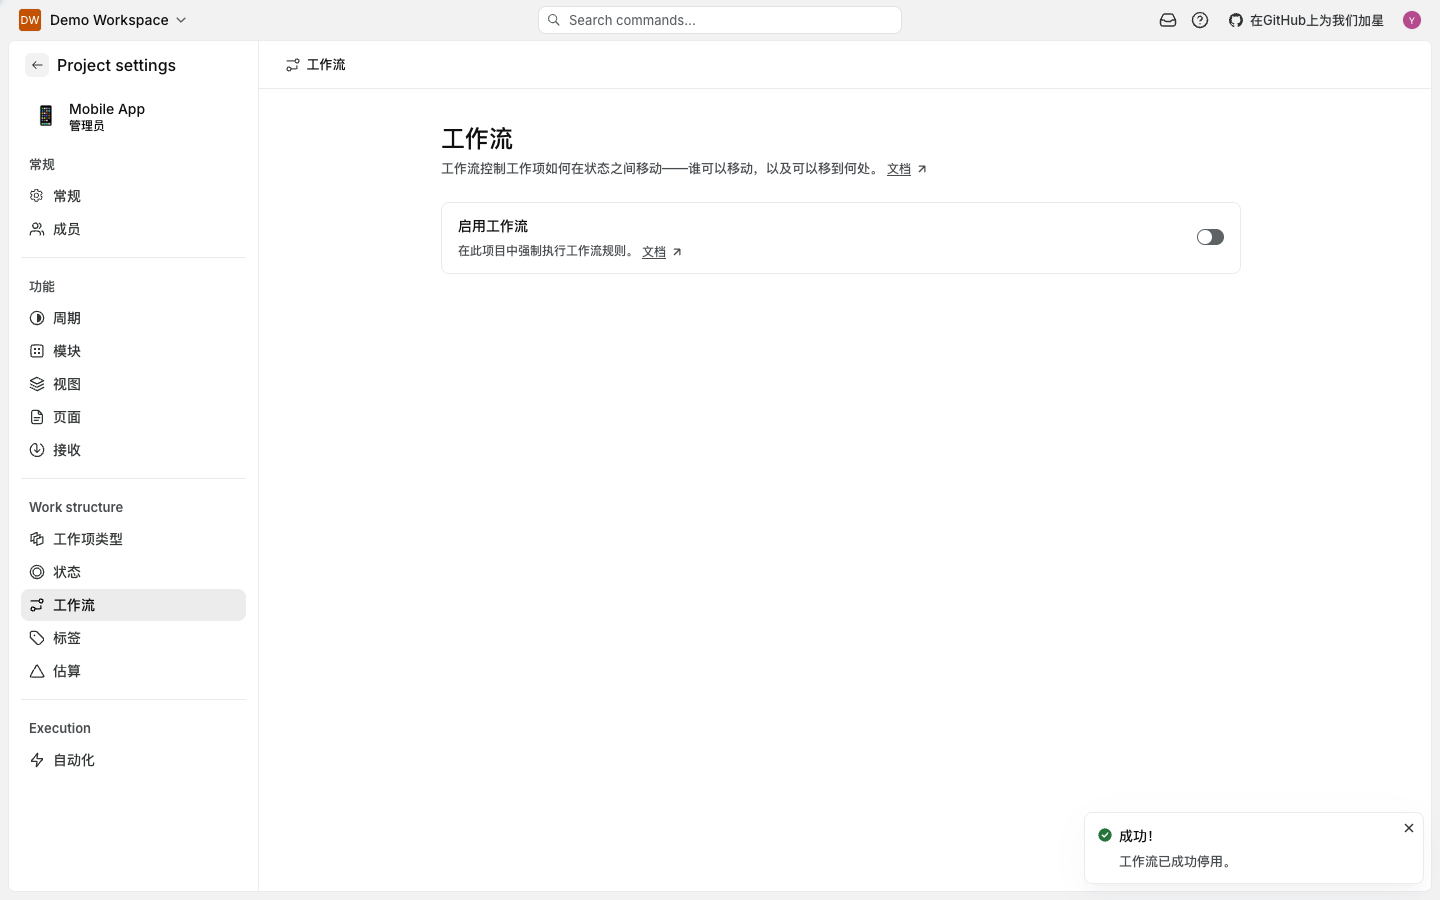 DW Demo Workspace
Search commands...
在GitHub上为我们加星
Y
Project settings
Mobile App
管理员
常规
常规
成员
功能
周期
模块
视图
页面
接收
Work structure
工作项类型
状态
工作流
标签
估算
Execution
自动化
工作流
工作流
工作流控制工作项如何在状态之间移动——谁可以移动，以及可以移到何处。 文档
启用工作流
在此项目中强制执行工作流规则。 文档
成功！
工作流已成功停用。